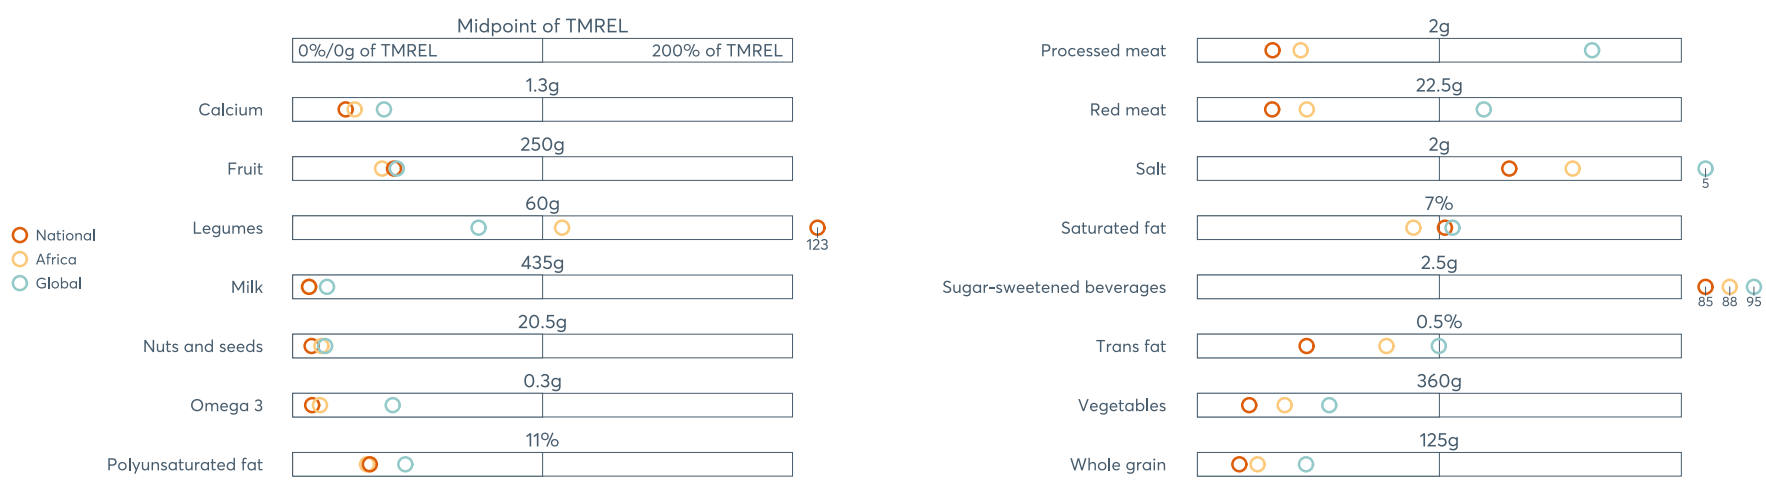 Midpoint of TMREL
0%/0g of TMREL 200% of TMREL
1.3g
Calcium
250g
Fruit
60g
Legumes
123
435g
Milk
20.5g
Nuts and seeds
0.3g
Omega 3
11%
Polyunsaturated fat
National
Africa
Global
2g
Processed meat
22.5g
Red meat
2g
Salt
5
7%
Saturated fat
2.5g
Sugar-sweetened beverages
85 88 95
0.5%
Trans fat
360g
Vegetables
125g
Whole grain